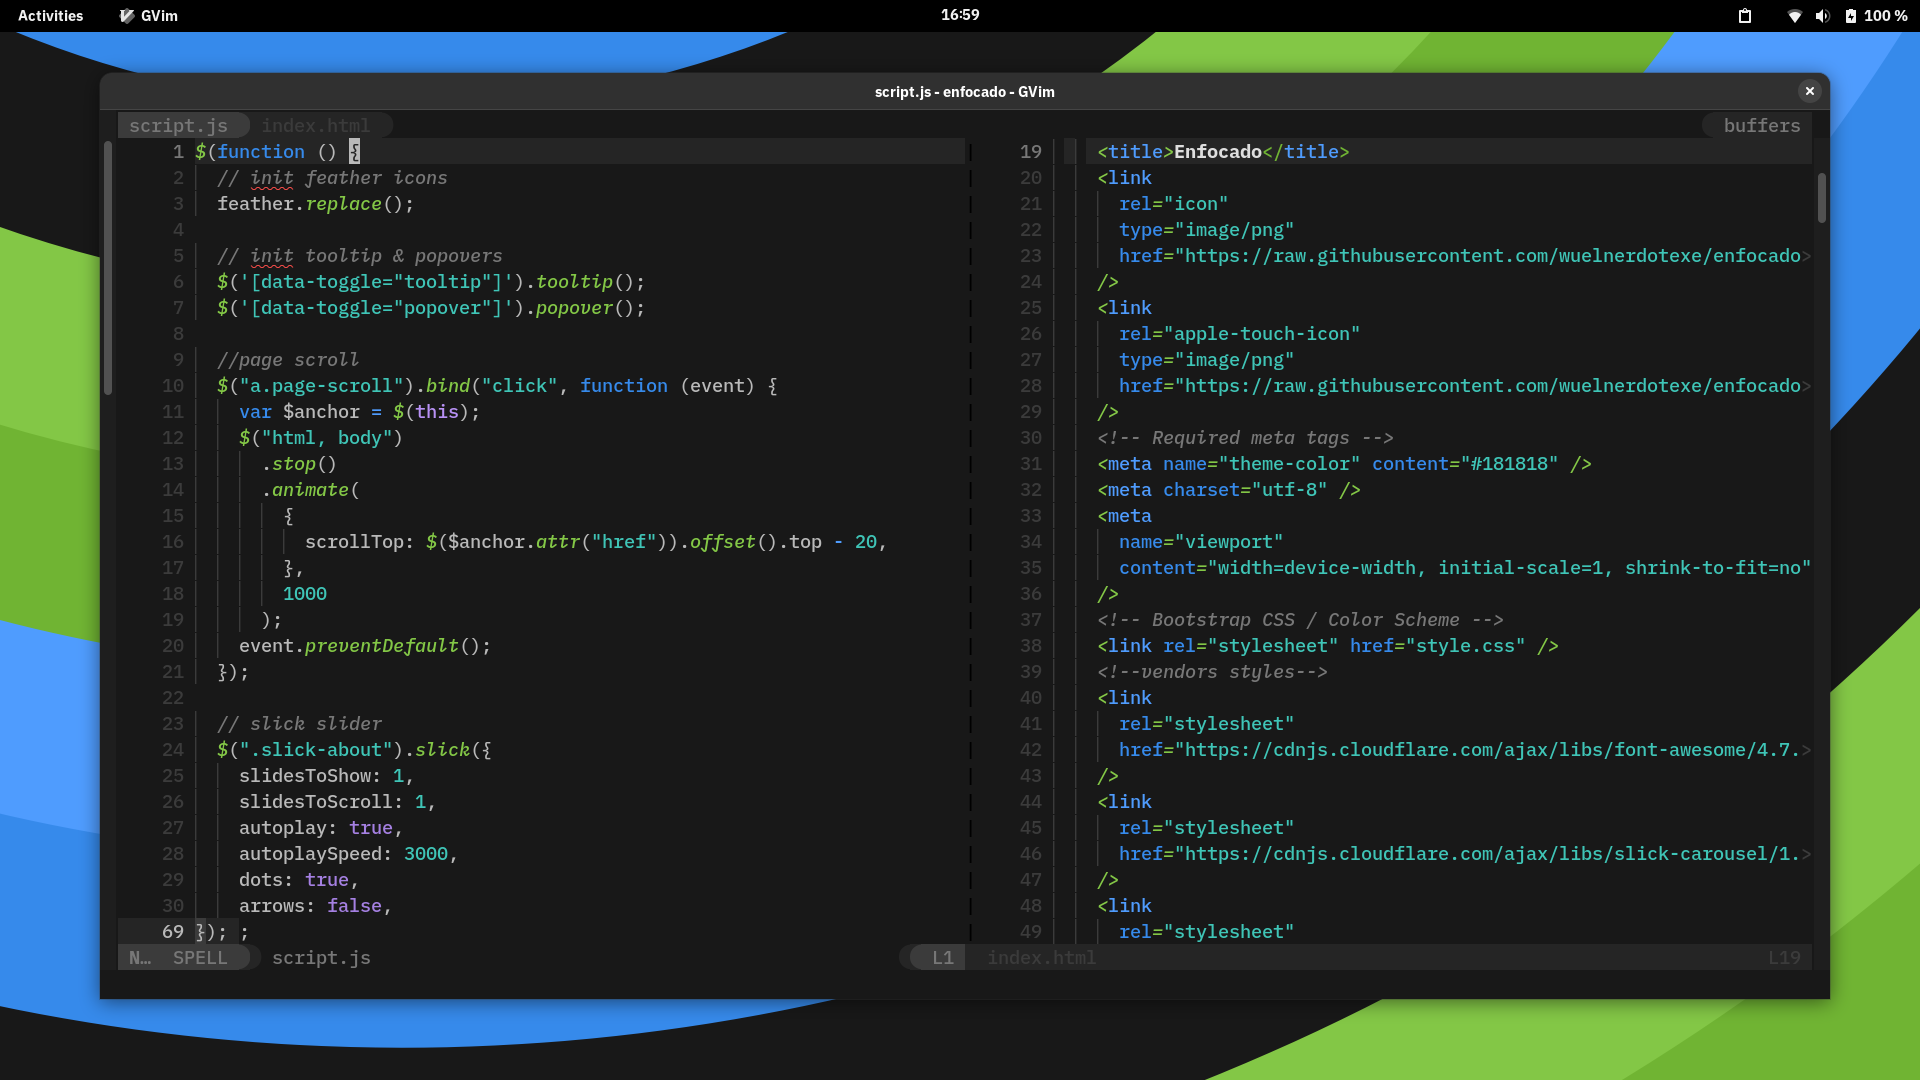 Activities GVim 16:59 100 %
script.js - enfocado - GVim
script.js index.html buffers
1 $(function () {
2 // init feather icons
3 feather.replace();
4
5 // init tooltip & popovers
6 $('[data-toggle="tooltip"]').tooltip();
7 $('[data-toggle="popover"]').popover();
8
9 //page scroll
10 $("a.page-scroll").bind("click", function (event) {
11 var $anchor = $(this);
12 $("html, body")
13 .stop()
14 .animate(
15 {
16 scrollTop: $($anchor.attr("href")).offset().top - 20,
17 },
18 1000
19 );
20 event.preventDefault();
21 });
22
23 // slick slider
24 $(".slick-about").slick({
25 slidesToShow: 1,
26 slidesToScroll: 1,
27 autoplay: true,
28 autoplaySpeed: 3000,
29 dots: true,
30 arrows: false,
69 }); ;
N… SPELL script.js L1
19 <title>Enfocado</title>
20 <link
21 rel="icon"
22 type="image/png"
23 href="https://raw.githubusercontent.com/wuelnerdotexe/enfocado>
24 />
25 <link
26 rel="apple-touch-icon"
27 type="image/png"
28 href="https://raw.githubusercontent.com/wuelnerdotexe/enfocado>
29 />
30 <!-- Required meta tags -->
31 <meta name="theme-color" content="#181818" />
32 <meta charset="utf-8" />
33 <meta
34 name="viewport"
35 content="width=device-width, initial-scale=1, shrink-to-fit=no"
36 />
37 <!-- Bootstrap CSS / Color Scheme -->
38 <link rel="stylesheet" href="style.css" />
39 <!--vendors styles-->
40 <link
41 rel="stylesheet"
42 href="https://cdnjs.cloudflare.com/ajax/libs/font-awesome/4.7.>
43 />
44 <link
45 rel="stylesheet"
46 href="https://cdnjs.cloudflare.com/ajax/libs/slick-carousel/1.>
47 />
48 <link
49 rel="stylesheet"
index.html L19